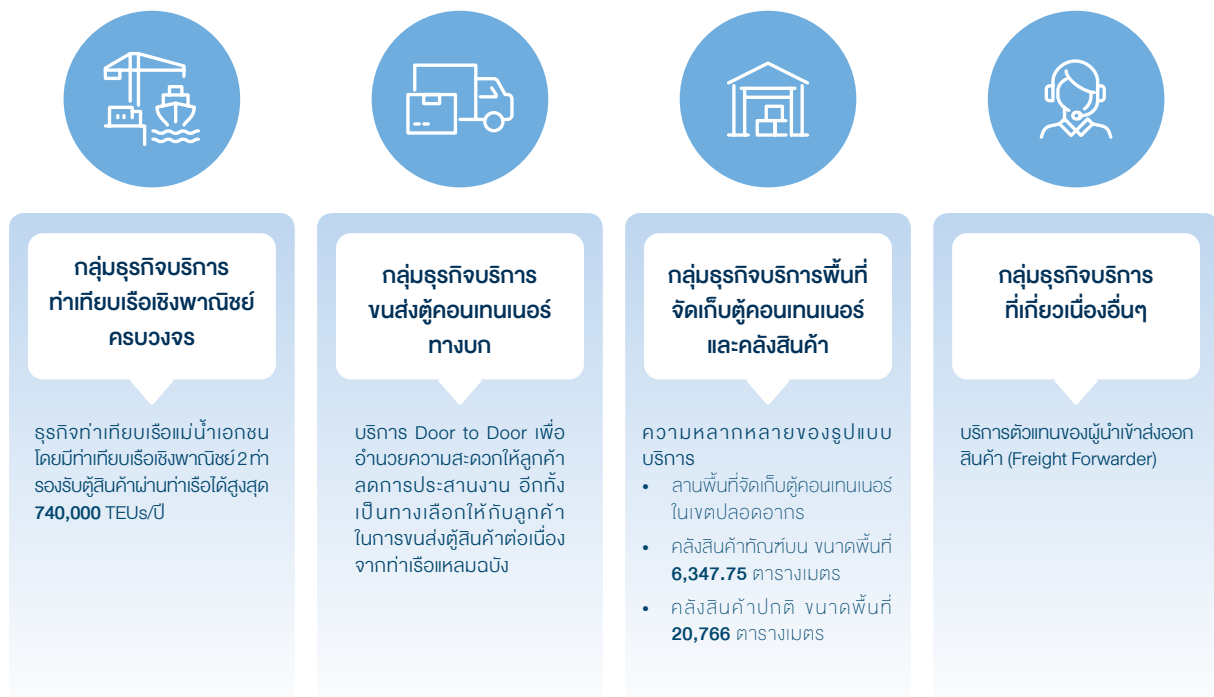 กลุ่มธุรกิจบริการ
ท่าเทียบเรือเชิงพาณิชย์
ครบวงจร
ธุรกิจท่าเทียบเรือแม่น้ำเอกชน
โดยมีท่าเทียบเรือเชิงพาณิชย์ 2 ท่า
รองรับตู้สินค้าผ่านท่าเรือได้สูงสุด
740,000 TEUs/ปี
กลุ่มธุรกิจบริการ
ขนส่งตู้คอนเทนเนอร์
ทางบก
บริการ Door to Door เพื่อ
อำนวยความสะดวกให้ลูกค้า
ลดการประสานงาน อีกทั้ง
เป็นทางเลือกให้กับลูกค้า
ในการขนส่งตู้สินค้าต่อเนื่อง
จากท่าเรือแหลมฉบัง
กลุ่มธุรกิจบริการพื้นที่
จัดเก็บตู้คอนเทนเนอร์
และคลังสินค้า
ความหลากหลายของรูปแบบ
บริการ
• ลานพื้นที่จัดเก็บตู้คอนเทนเนอร์
ในเขตปลอดอากร
• คลังสินค้าทัณฑ์บน ขนาดพื้นที่
6,347.75 ตารางเมตร
• คลังสินค้าปกติ ขนาดพื้นที่
20,766 ตารางเมตร
กลุ่มธุรกิจบริการ
ที่เกี่ยวเนื่องอื่นๆ
บริการตัวแทนของผู้นำเข้าส่งออก
สินค้า (Freight Forwarder)